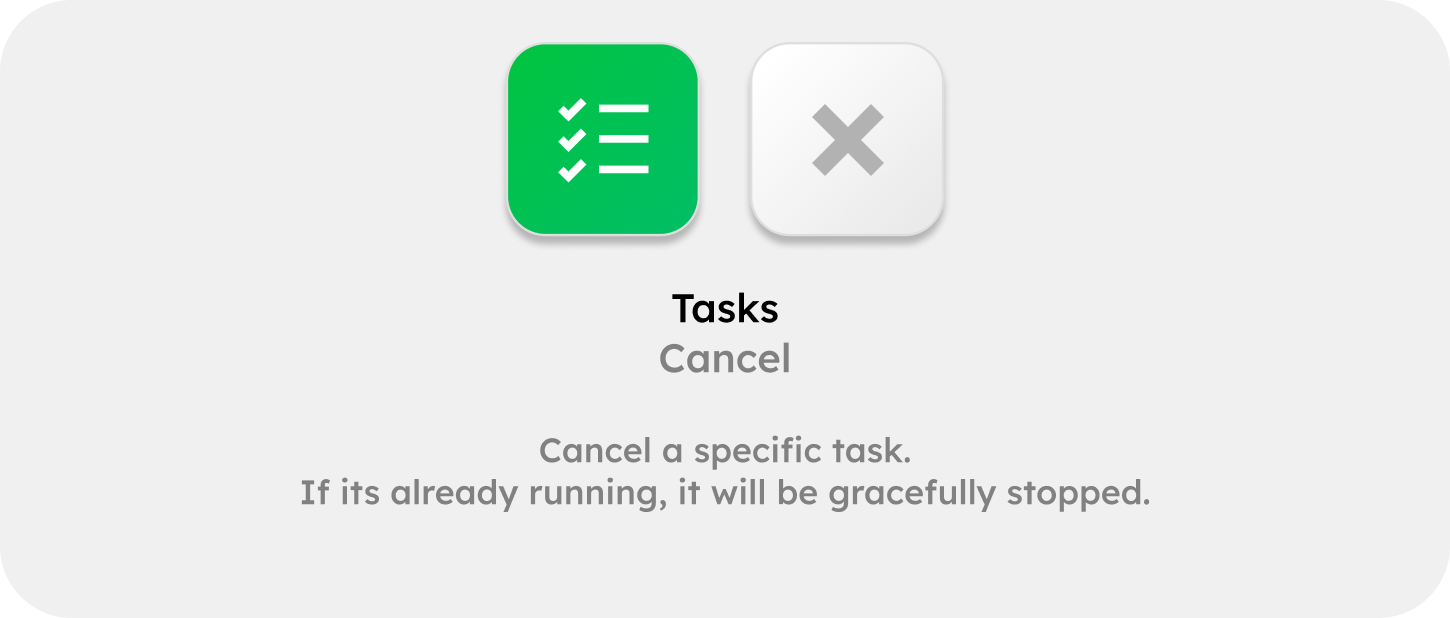 Tasks
Cancel
Cancel a specific task.
If its already running, it will be gracefully stopped.